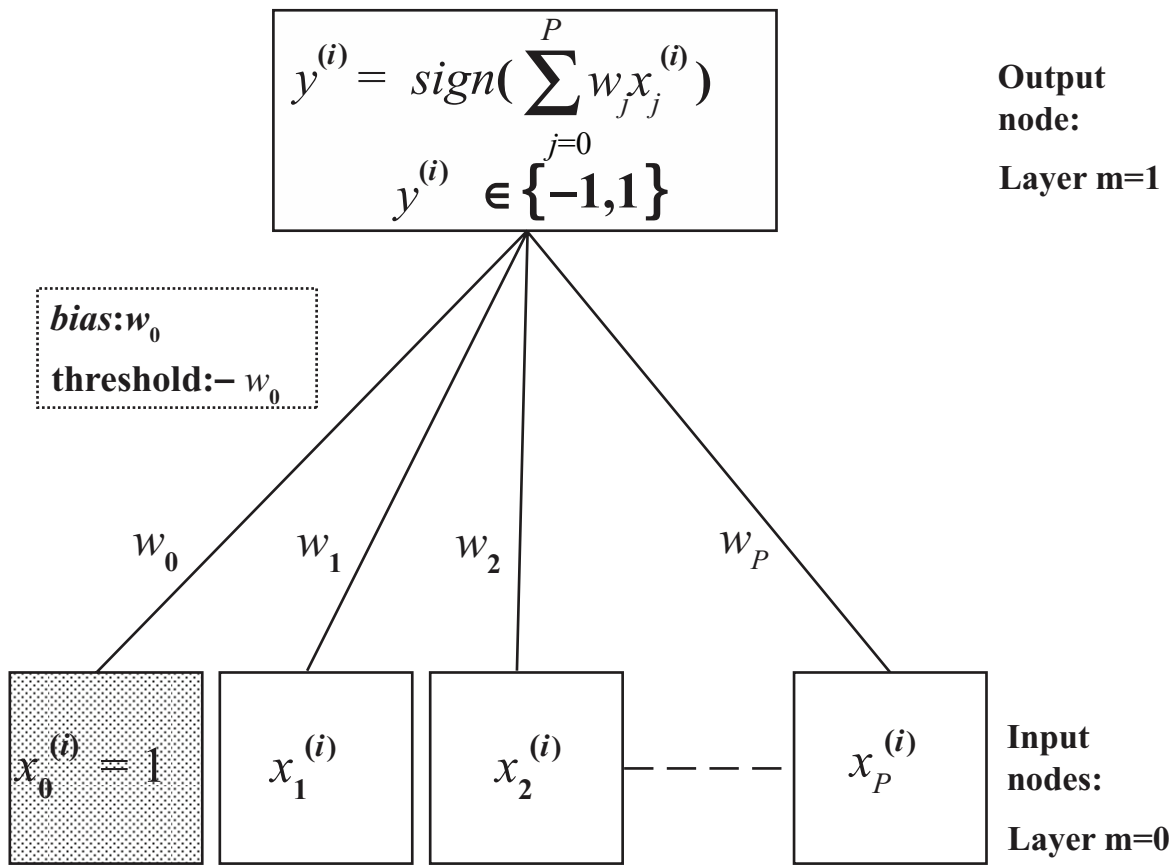 y^(i) = sign( ∑_{j=0}^{P} w_j x_j^(i) )
y^(i) ∈ {−1,1}
Output
node:
Layer m=1
bias:w_0
threshold:− w_0
w_0
w_1
w_2
w_P
x_0^(i) = 1
x_1^(i)
x_2^(i)
x_P^(i)
Input
nodes:
Layer m=0